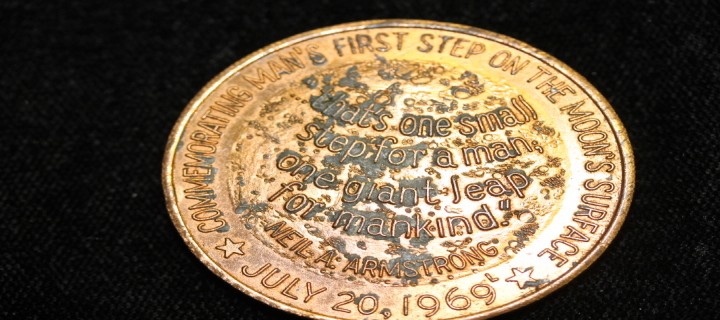 COMMEMORATING MAN'S FIRST STEP ON THE MOON'S SURFACE
"that's one small
step for a man,
one giant leap
for mankind."
NEIL A. ARMSTRONG
JULY 20, 1969